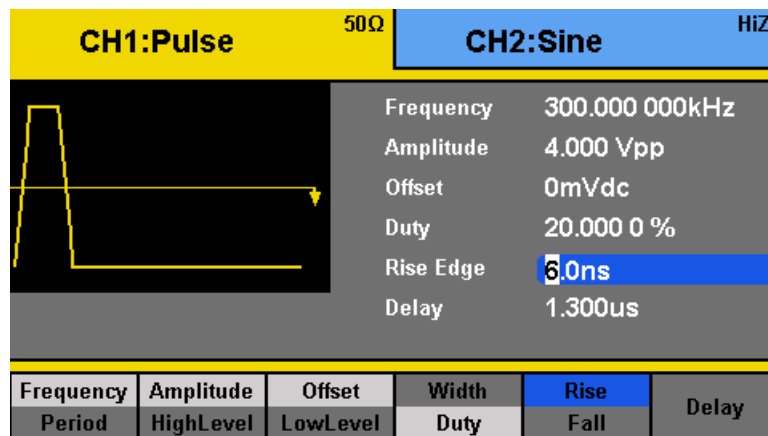 CH1:Pulse 50Ω CH2:Sine HiZ
Frequency 300.000 000kHz
Amplitude 4.000 Vpp
Offset 0mVdc
Duty 20.000 0 %
Rise Edge 6.0ns
Delay 1.300us
Frequency Amplitude Offset Width Rise Delay
Period HighLevel LowLevel Duty Fall